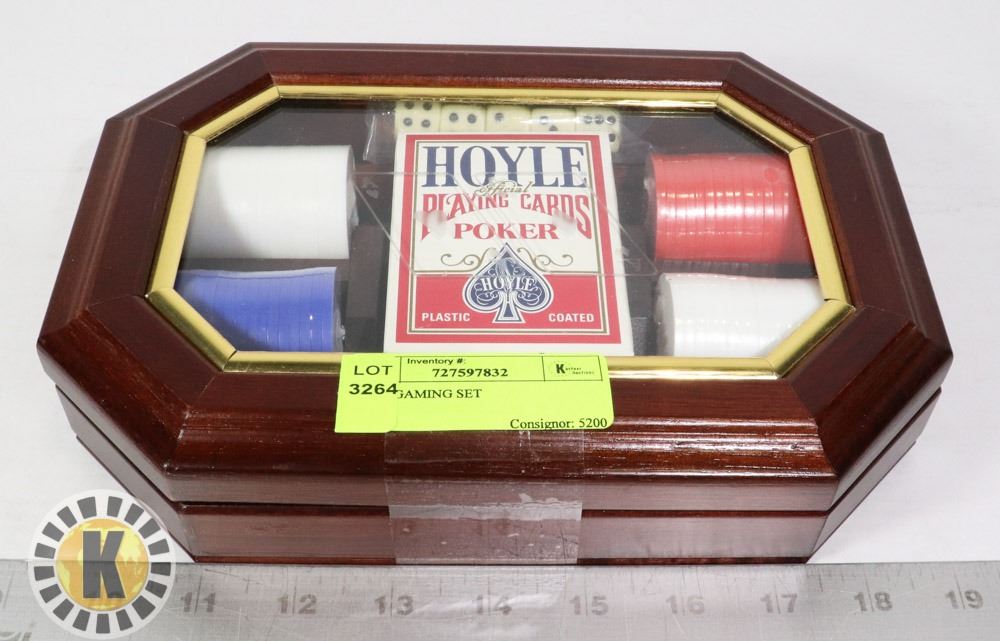 HOYLE
Official
PLAYING CARDS
POKER
HOYLE
PLASTIC COATED
LOT
3264
Inventory #:
727597832
GAMING SET
Consignor: 5200
K
11 12 13 14 15 16 17 18 19